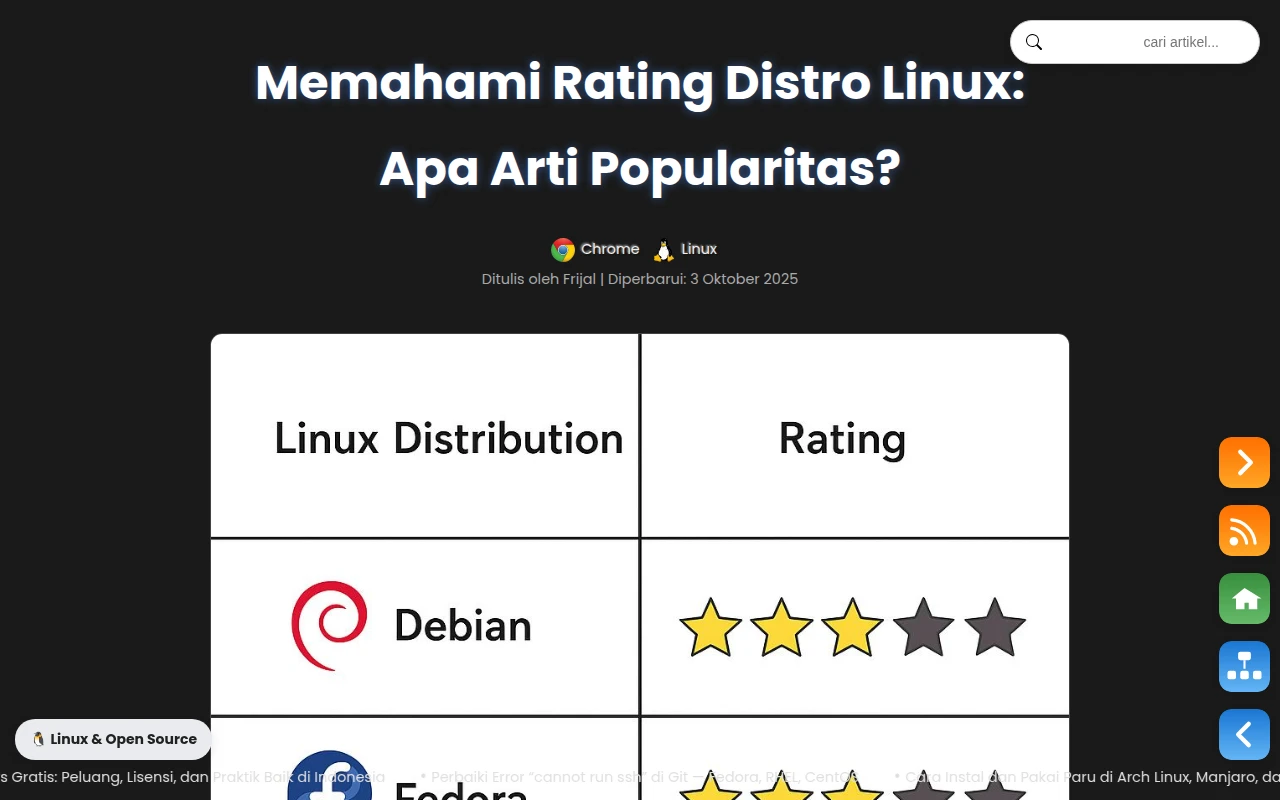 cari artikel...
Memahami Rating Distro Linux:
Apa Arti Popularitas?
Chrome Linux
Ditulis oleh Frijal | Diperbarui: 3 Oktober 2025
Linux Distribution Rating
Debian
Fedora
Linux & Open Source
s Gratis: Peluang, Lisensi, dan Praktik Baik di Indonesia • Perbaiki Error “cannot run ssh” di Git — Fedora, RHEL, CentOS • Cara Instal dan Pakai Paru di Arch Linux, Manjaro, da